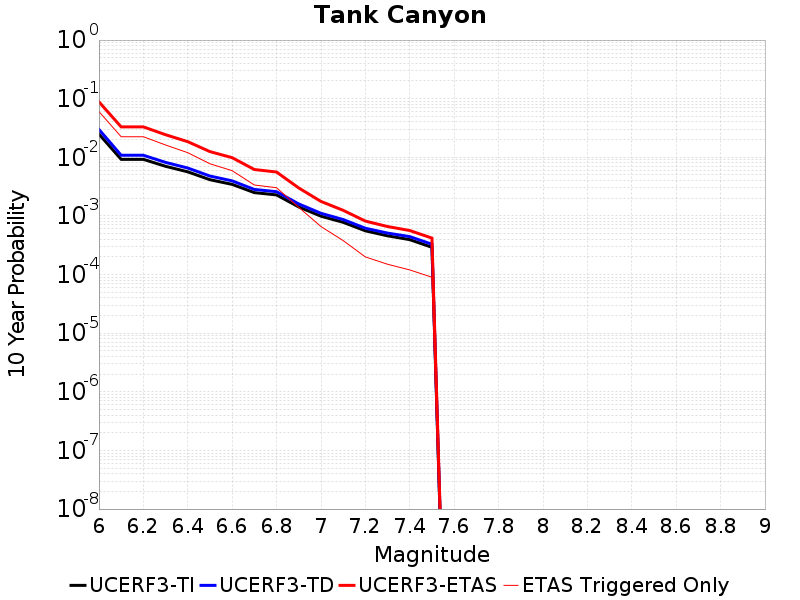 Tank Canyon
10^0
10^-1
10^-2
10^-3
10^-4
10^-5
10^-6
10^-7
10^-8
10 Year Probability
6 6.2 6.4 6.6 6.8 7 7.2 7.4 7.6 7.8 8 8.2 8.4 8.6 8.8 9
Magnitude
UCERF3-TI UCERF3-TD UCERF3-ETAS ETAS Triggered Only